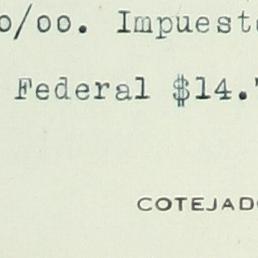 o/oo. Impuest
Federal $14.
COTEJAD